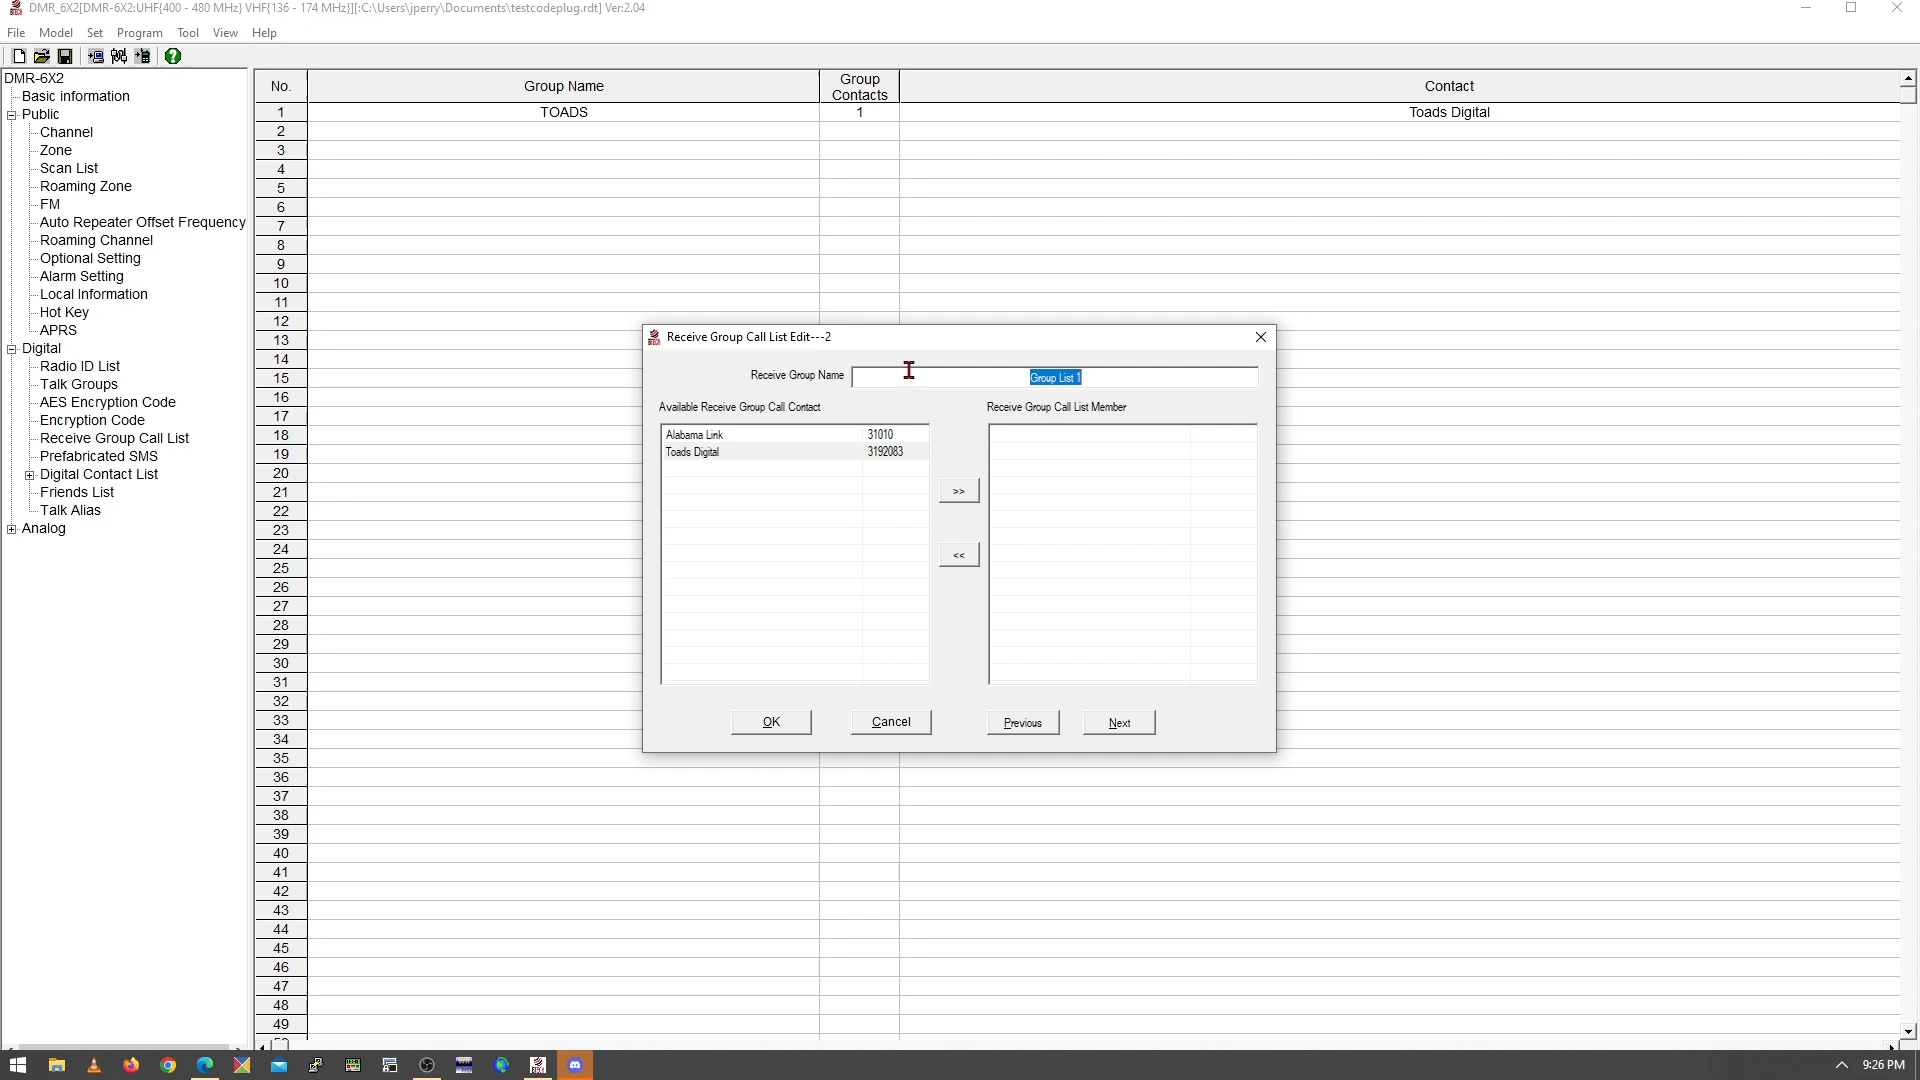 DMR_6X2[DMR-6X2:UHF{400 - 480 MHz} VHF{136 - 174 MHz}][:C:\Users\jperry\Documents\testcodeplug.rdt] Ver:2.04
File Model Set Program Tool View Help
DMR-6X2
Basic information
Public
Channel
Zone
Scan List
Roaming Zone
FM
Auto Repeater Offset Frequency
Roaming Channel
Optional Setting
Alarm Setting
Local Information
Hot Key
APRS
Digital
Radio ID List
Talk Groups
AES Encryption Code
Encryption Code
Receive Group Call List
Prefabricated SMS
Digital Contact List
Friends List
Talk Alias
Analog
No. Group Name Group Contacts Contact
1 TOADS 1 Toads Digital
2
3
4
5
6
7
8
9
10
11
12
13
14
15
16
17
18
19
20
21
22
23
24
25
26
27
28
29
30
31
32
33
34
35
36
37
38
39
40
41
42
43
44
45
46
47
48
49
Receive Group Call List Edit---2
Receive Group Name Group List 1
Available Receive Group Call Contact Receive Group Call List Member
Alabama Link 31010
Toads Digital 3192083
>>
<<
OK Cancel Previous Next
9:26 PM